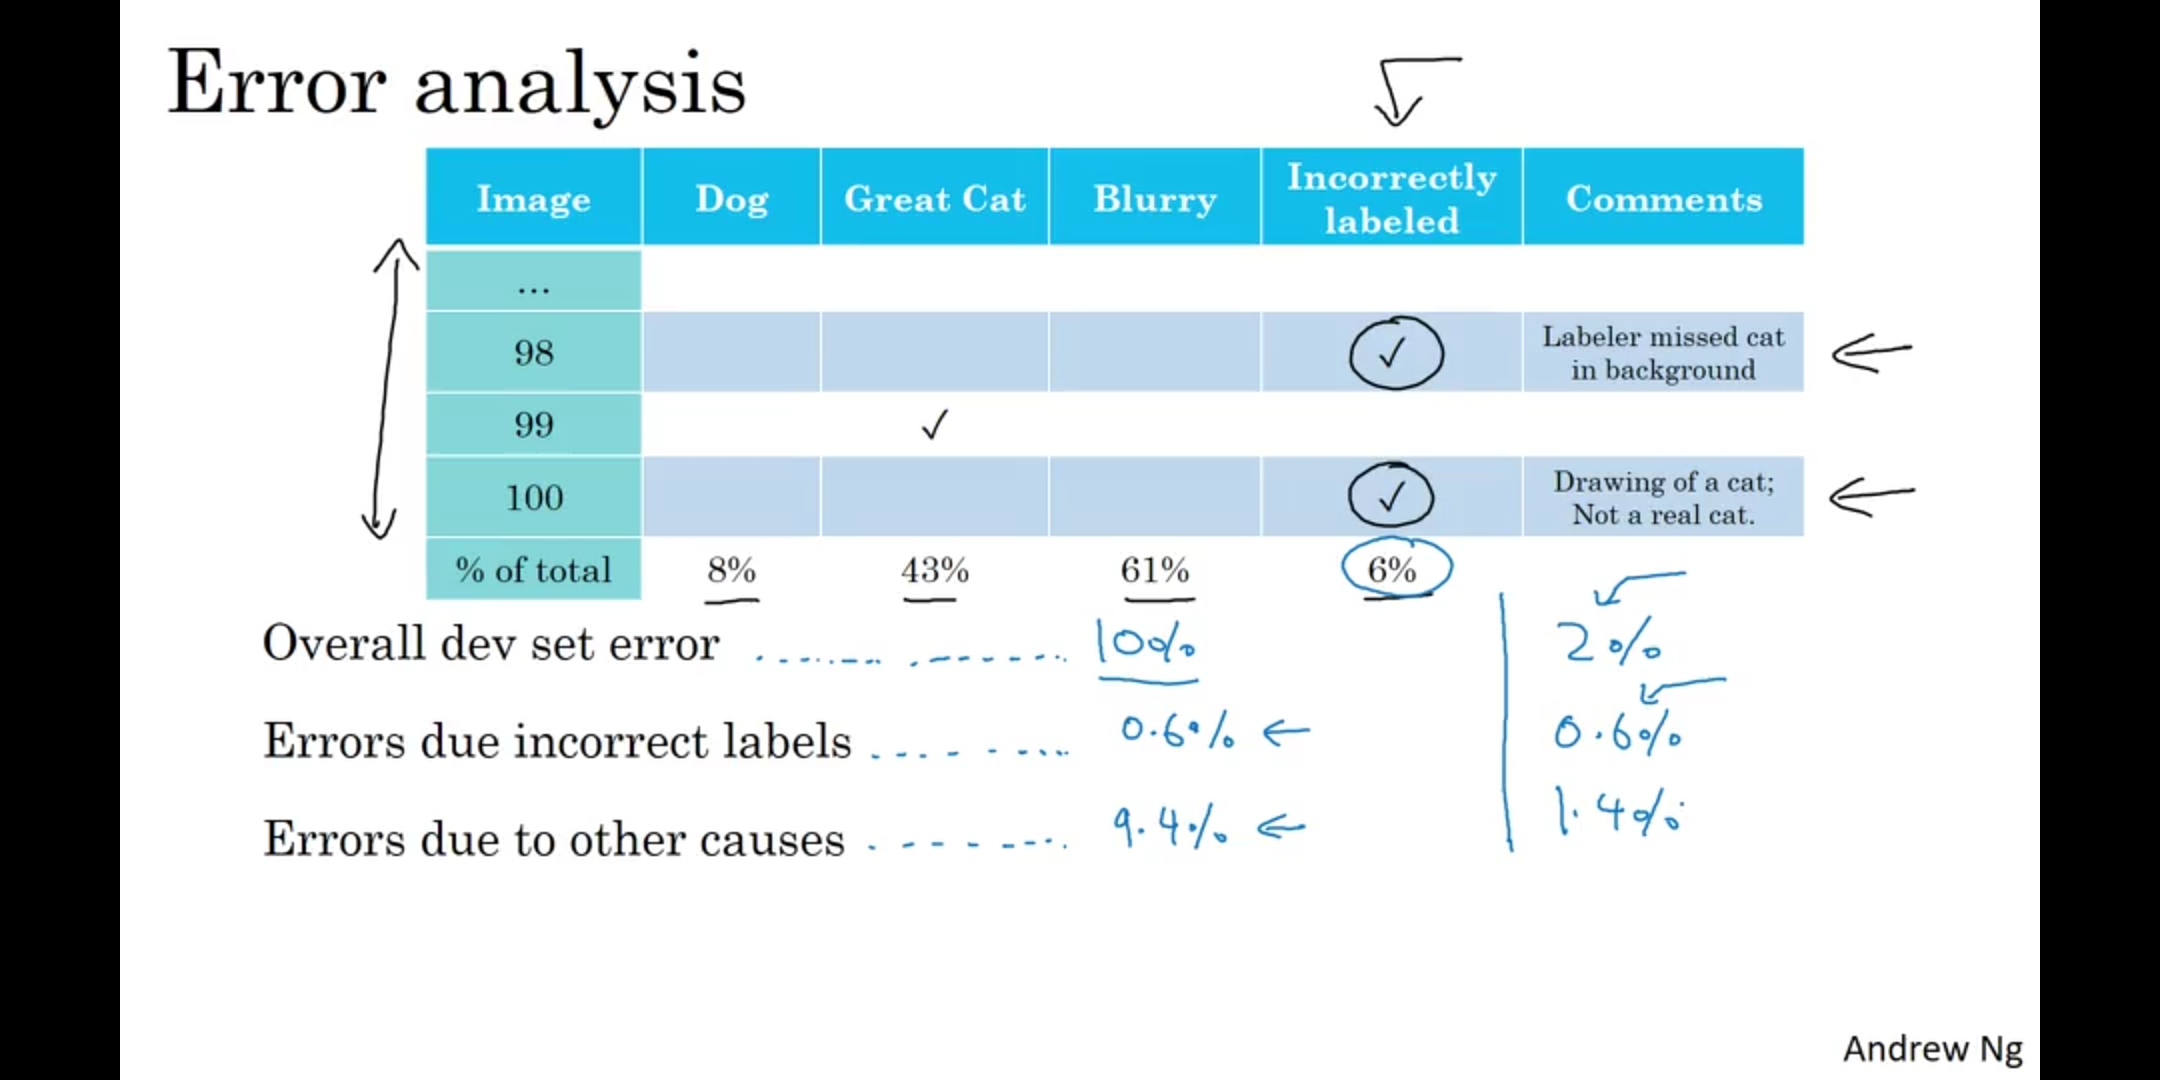 Error analysis
Image Dog Great Cat Blurry Incorrectly labeled Comments
...
98 ✓ Labeler missed cat in background
99 ✓
100 ✓ Drawing of a cat; Not a real cat.
% of total 8% 43% 61% 6%
Overall dev set error 10% 2%
Errors due incorrect labels 0.6% 0.6%
Errors due to other causes 9.4% 1.4%
Andrew Ng